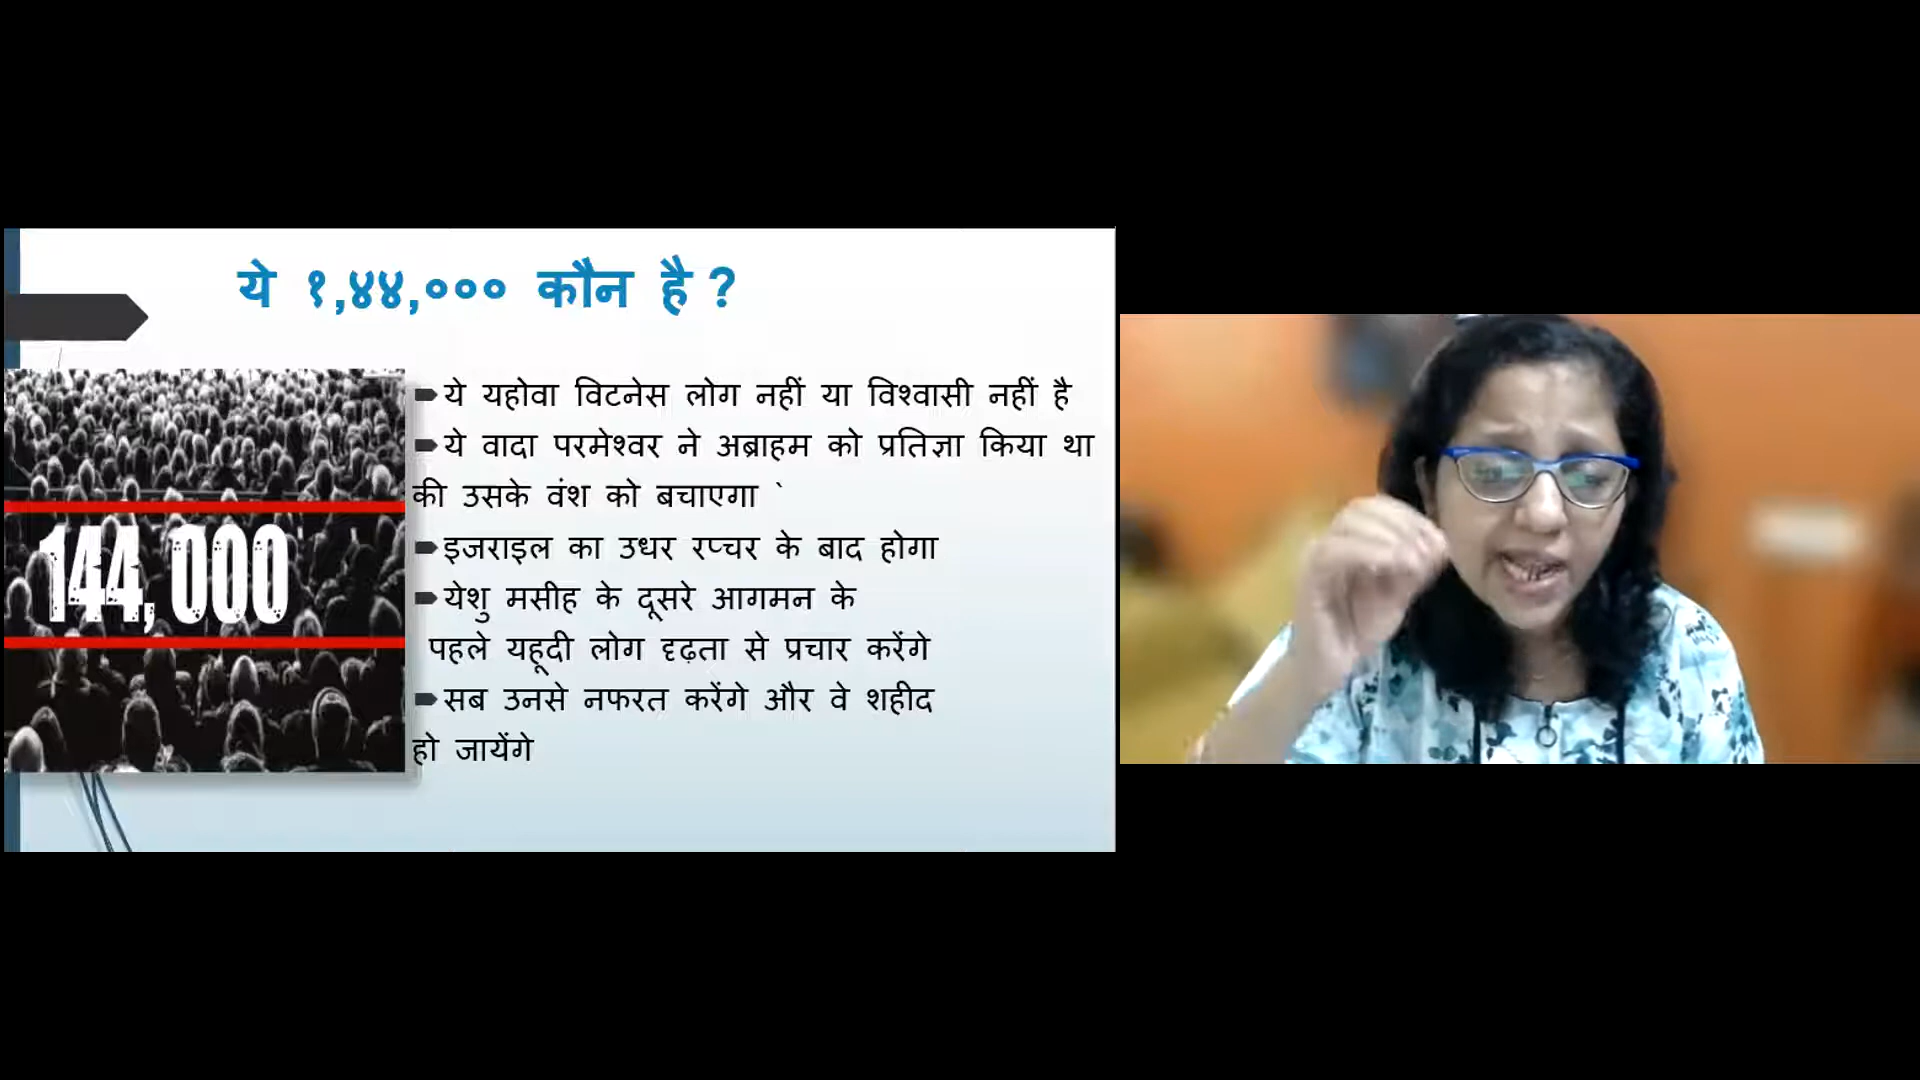 ये १,४४,००० कौन है ?
ये यहोवा विटनेस लोग नहीं या विश्वासी नहीं है
ये वादा परमेश्वर ने अब्राहम को प्रतिज्ञा किया था
की उसके वंश को बचाएगा `
इजराइल का उधर रप्चर के बाद होगा
येशु मसीह के दूसरे आगमन के
पहले यहूदी लोग दृढ़ता से प्रचार करेंगे
सब उनसे नफरत करेंगे और वे शहीद
हो जायेंगे
144,000